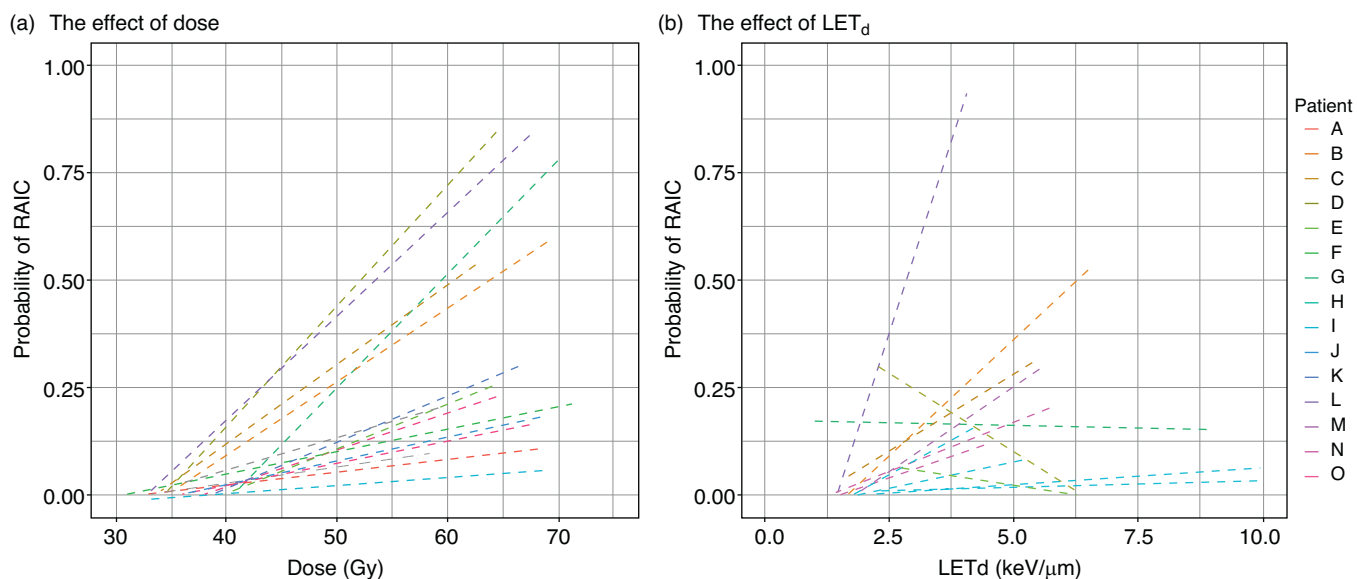 (a) The effect of dose
1.00
0.75
0.50
0.25
0.00
Probability of RAIC
30 40 50 60 70
Dose (Gy)
(b) The effect of LETd
1.00
0.75
0.50
0.25
0.00
Probability of RAIC
0.0 2.5 5.0 7.5 10.0
LETd (keV/μm)
Patient
A
B
C
D
E
F
G
H
I
J
K
L
M
N
O